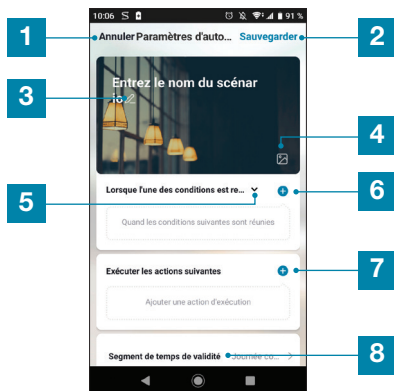 10:06 S 91 %
1
Annuler Paramètres d'auto... Sauvegarder
2
Entrez le nom du scénar
io
3
4
Lorsque l'une des conditions est re...
5
6
Quand les conditions suivantes sont réunies
Exécuter les actions suivantes
7
Ajouter une action d'exécution
Segment de temps de validité Journée co...
8